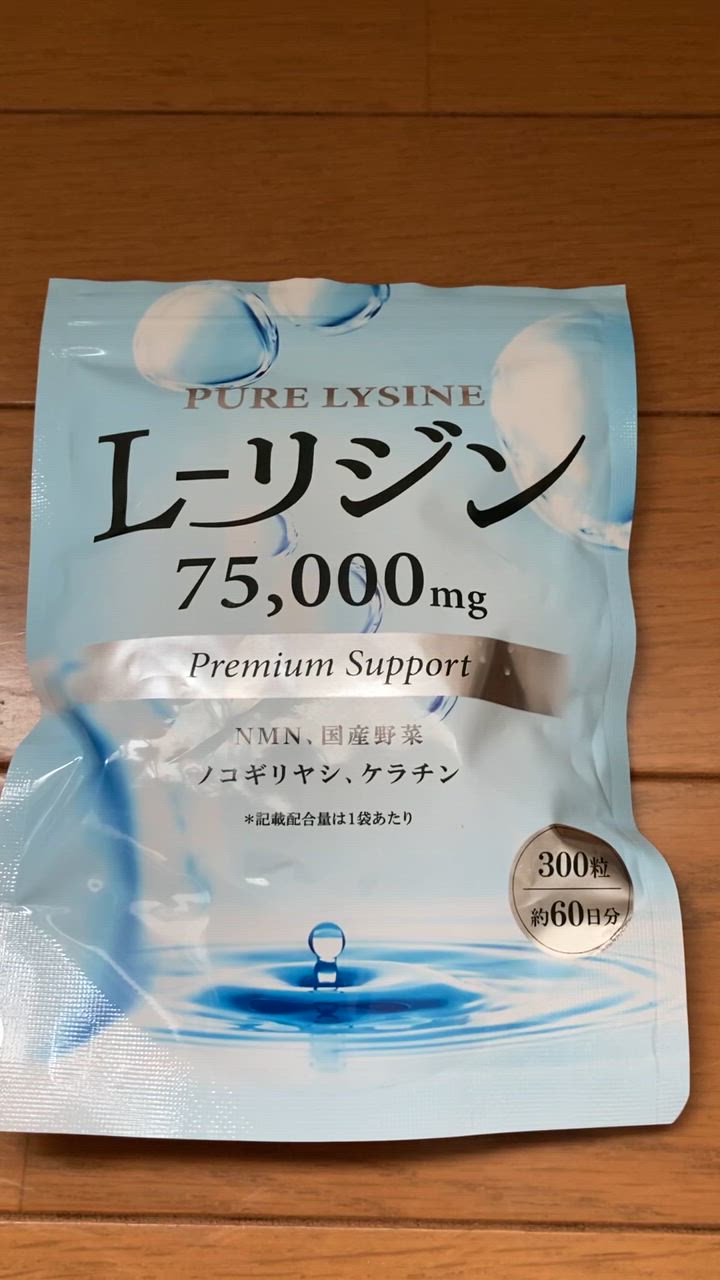 PURE LYSINE
L-リジン
75,000mg
Premium Support
NMN、国産野菜
ノコギリヤシ、ケラチン
*記載配合量は1袋あたり
300粒
約60日分